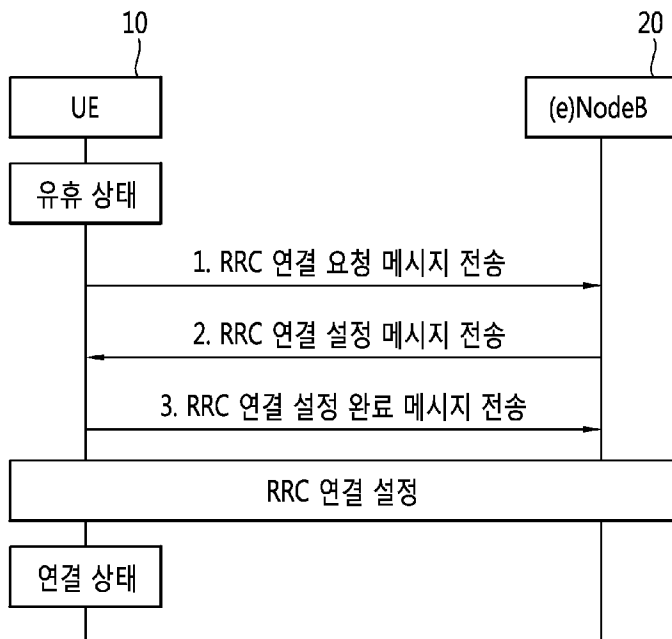 10
20
UE
(e)NodeB
유휴 상태
1. RRC 연결 요청 메시지 전송
2. RRC 연결 설정 메시지 전송
3. RRC 연결 설정 완료 메시지 전송
RRC 연결 설정
연결 상태